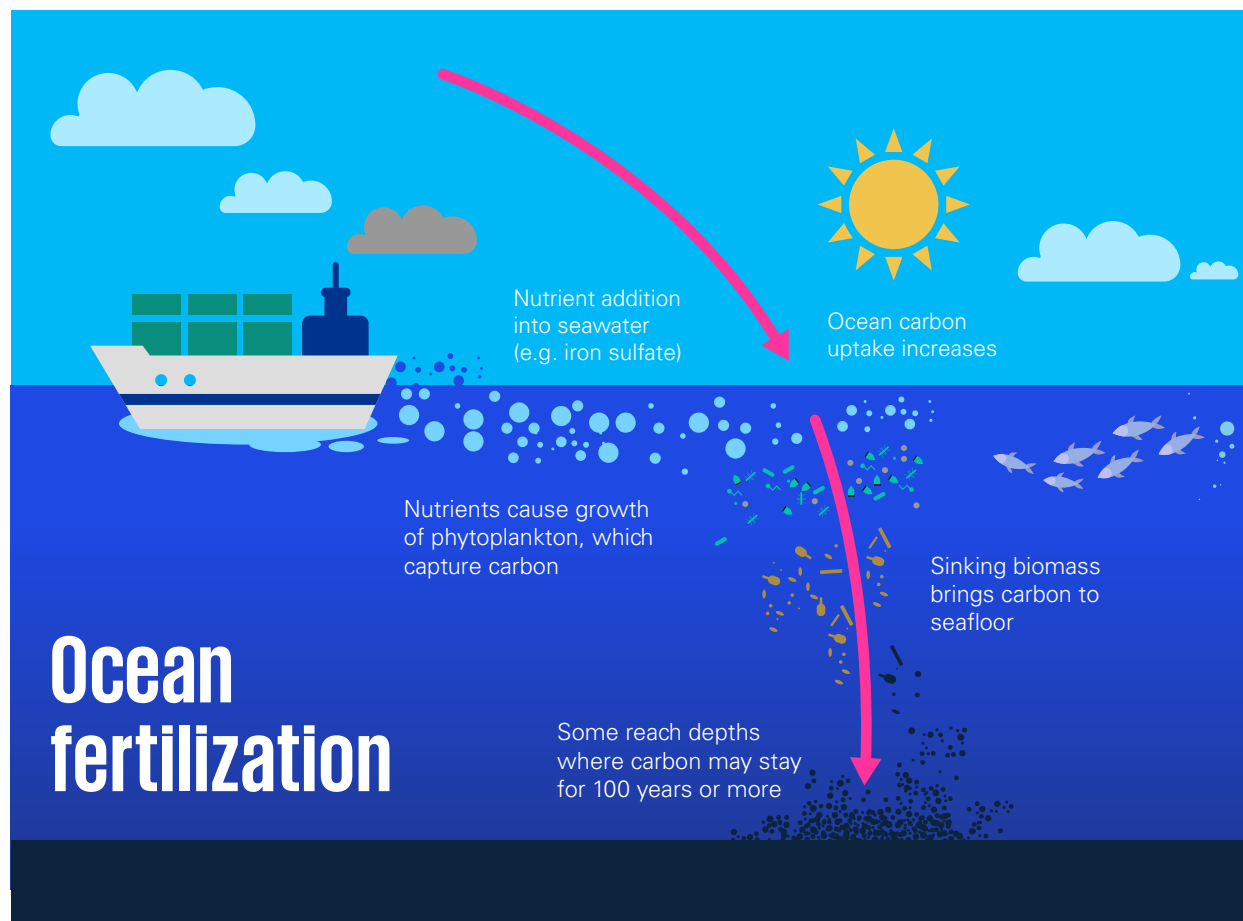 Nutrient addition
into seawater
(e.g. iron sulfate)
Ocean carbon
uptake increases
Nutrients cause growth
of phytoplankton, which
capture carbon
Sinking biomass
brings carbon to
seafloor
Ocean
fertilization
Some reach depths
where carbon may stay
for 100 years or more